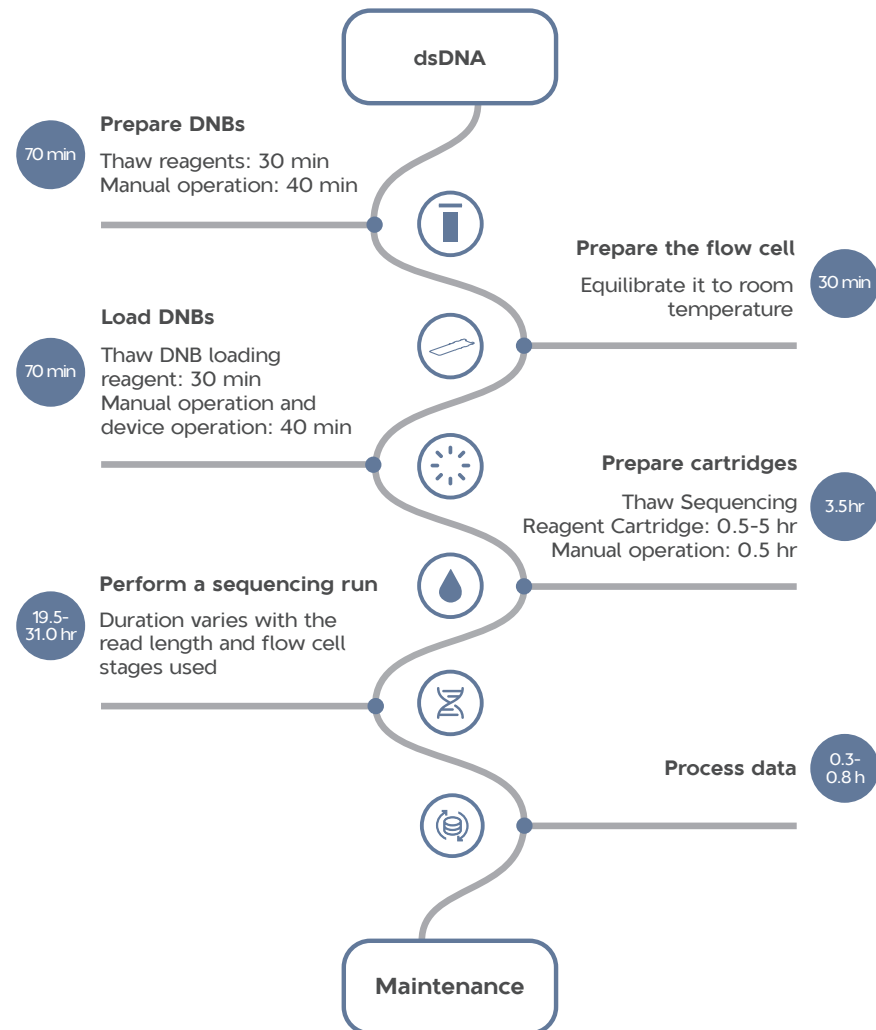 dsDNA
70 min
Prepare DNBs
Thaw reagents: 30 min
Manual operation: 40 min
Prepare the flow cell
Equilibrate it to room
temperature
30 min
70 min
Load DNBs
Thaw DNB loading
reagent: 30 min
Manual operation and
device operation: 40 min
Prepare cartridges
Thaw Sequencing
Reagent Cartridge: 0.5-5 hr
Manual operation: 0.5 hr
3.5hr
19.5-
31.0 hr
Perform a sequencing run
Duration varies with the
read length and flow cell
stages used
Process data
0.3-
0.8 h
Maintenance